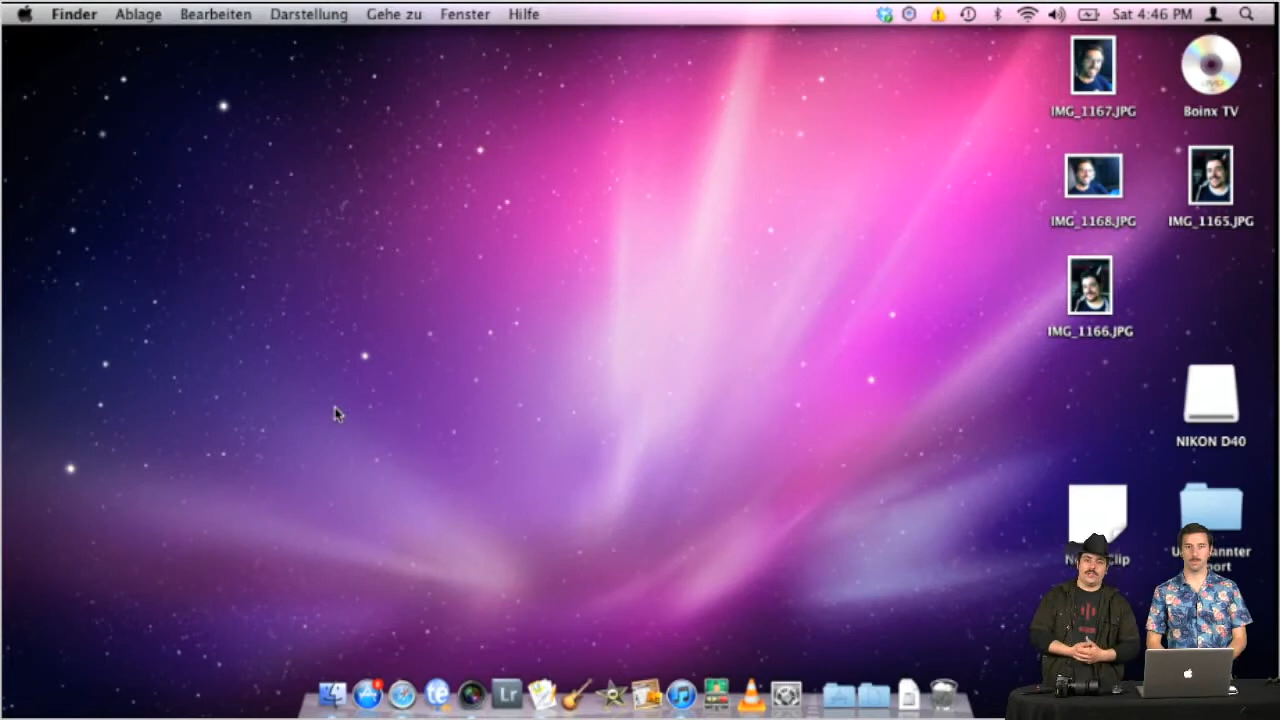 Finder Ablage Bearbeiten Darstellung Gehe zu Fenster Hilfe Sat 4:46 PM
IMG_1167.JPG
Boinx TV
IMG_1168.JPG
IMG_1165.JPG
IMG_1166.JPG
NIKON D40
Lr